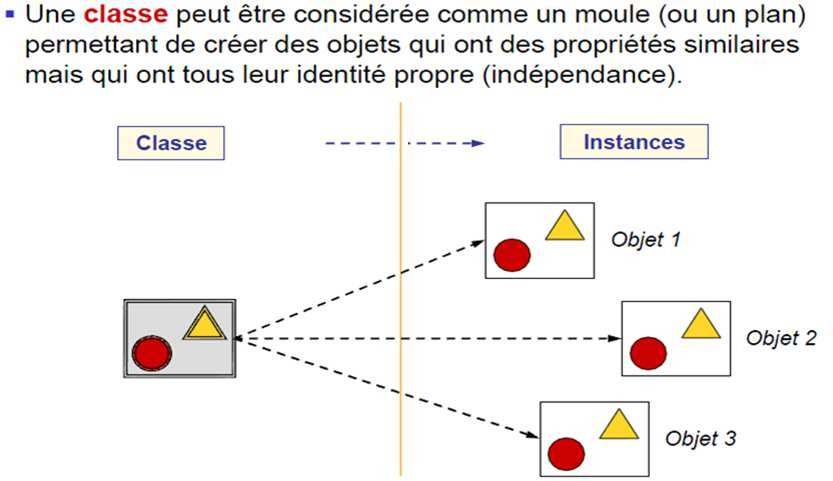 ▪ Une classe peut être considérée comme un moule (ou un plan)
permettant de créer des objets qui ont des propriétés similaires
mais qui ont tous leur identité propre (indépendance).
Classe
Instances
Objet 1
Objet 2
Objet 3